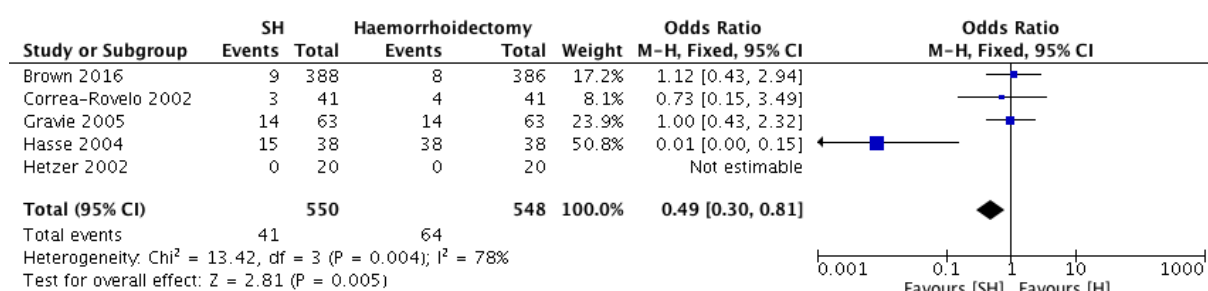 SH Haemorrhoidectomy Odds Ratio Odds Ratio
Study or Subgroup Events Total Events Total Weight M-H, Fixed, 95% CI M-H, Fixed, 95% CI
Brown 2016 9 388 8 386 17.2% 1.12 [0.43, 2.94]
Correa-Rovelo 2002 3 41 4 41 8.1% 0.73 [0.15, 3.49]
Gravie 2005 14 63 14 63 23.9% 1.00 [0.43, 2.32]
Hasse 2004 15 38 38 38 50.8% 0.01 [0.00, 0.15]
Hetzer 2002 0 20 0 20 Not estimable
Total (95% CI) 550 548 100.0% 0.49 [0.30, 0.81]
Total events 41 64
Heterogeneity: Chi² = 13.42, df = 3 (P = 0.004); I² = 78%
Test for overall effect: Z = 2.81 (P = 0.005)
0.001 0.1 1 10 1000
Favours [SH] Favours [H]